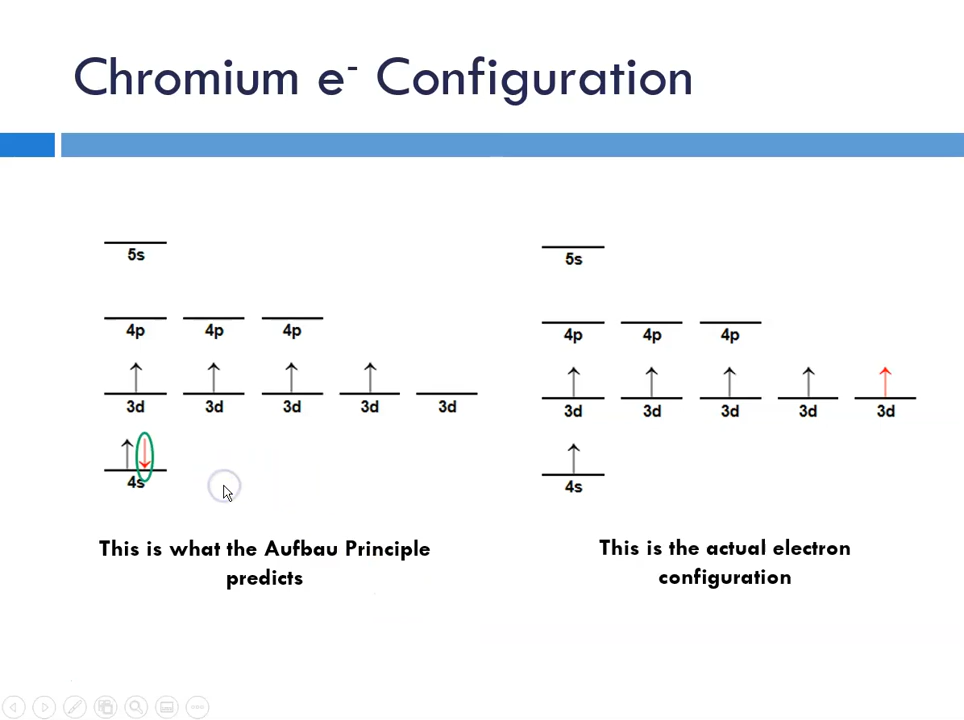 Chromium e⁻ Configuration
5s
5s
4p 4p 4p
4p 4p 4p
3d 3d 3d 3d 3d
3d 3d 3d 3d 3d
4s
4s
This is what the Aufbau Principle
predicts
This is the actual electron
configuration